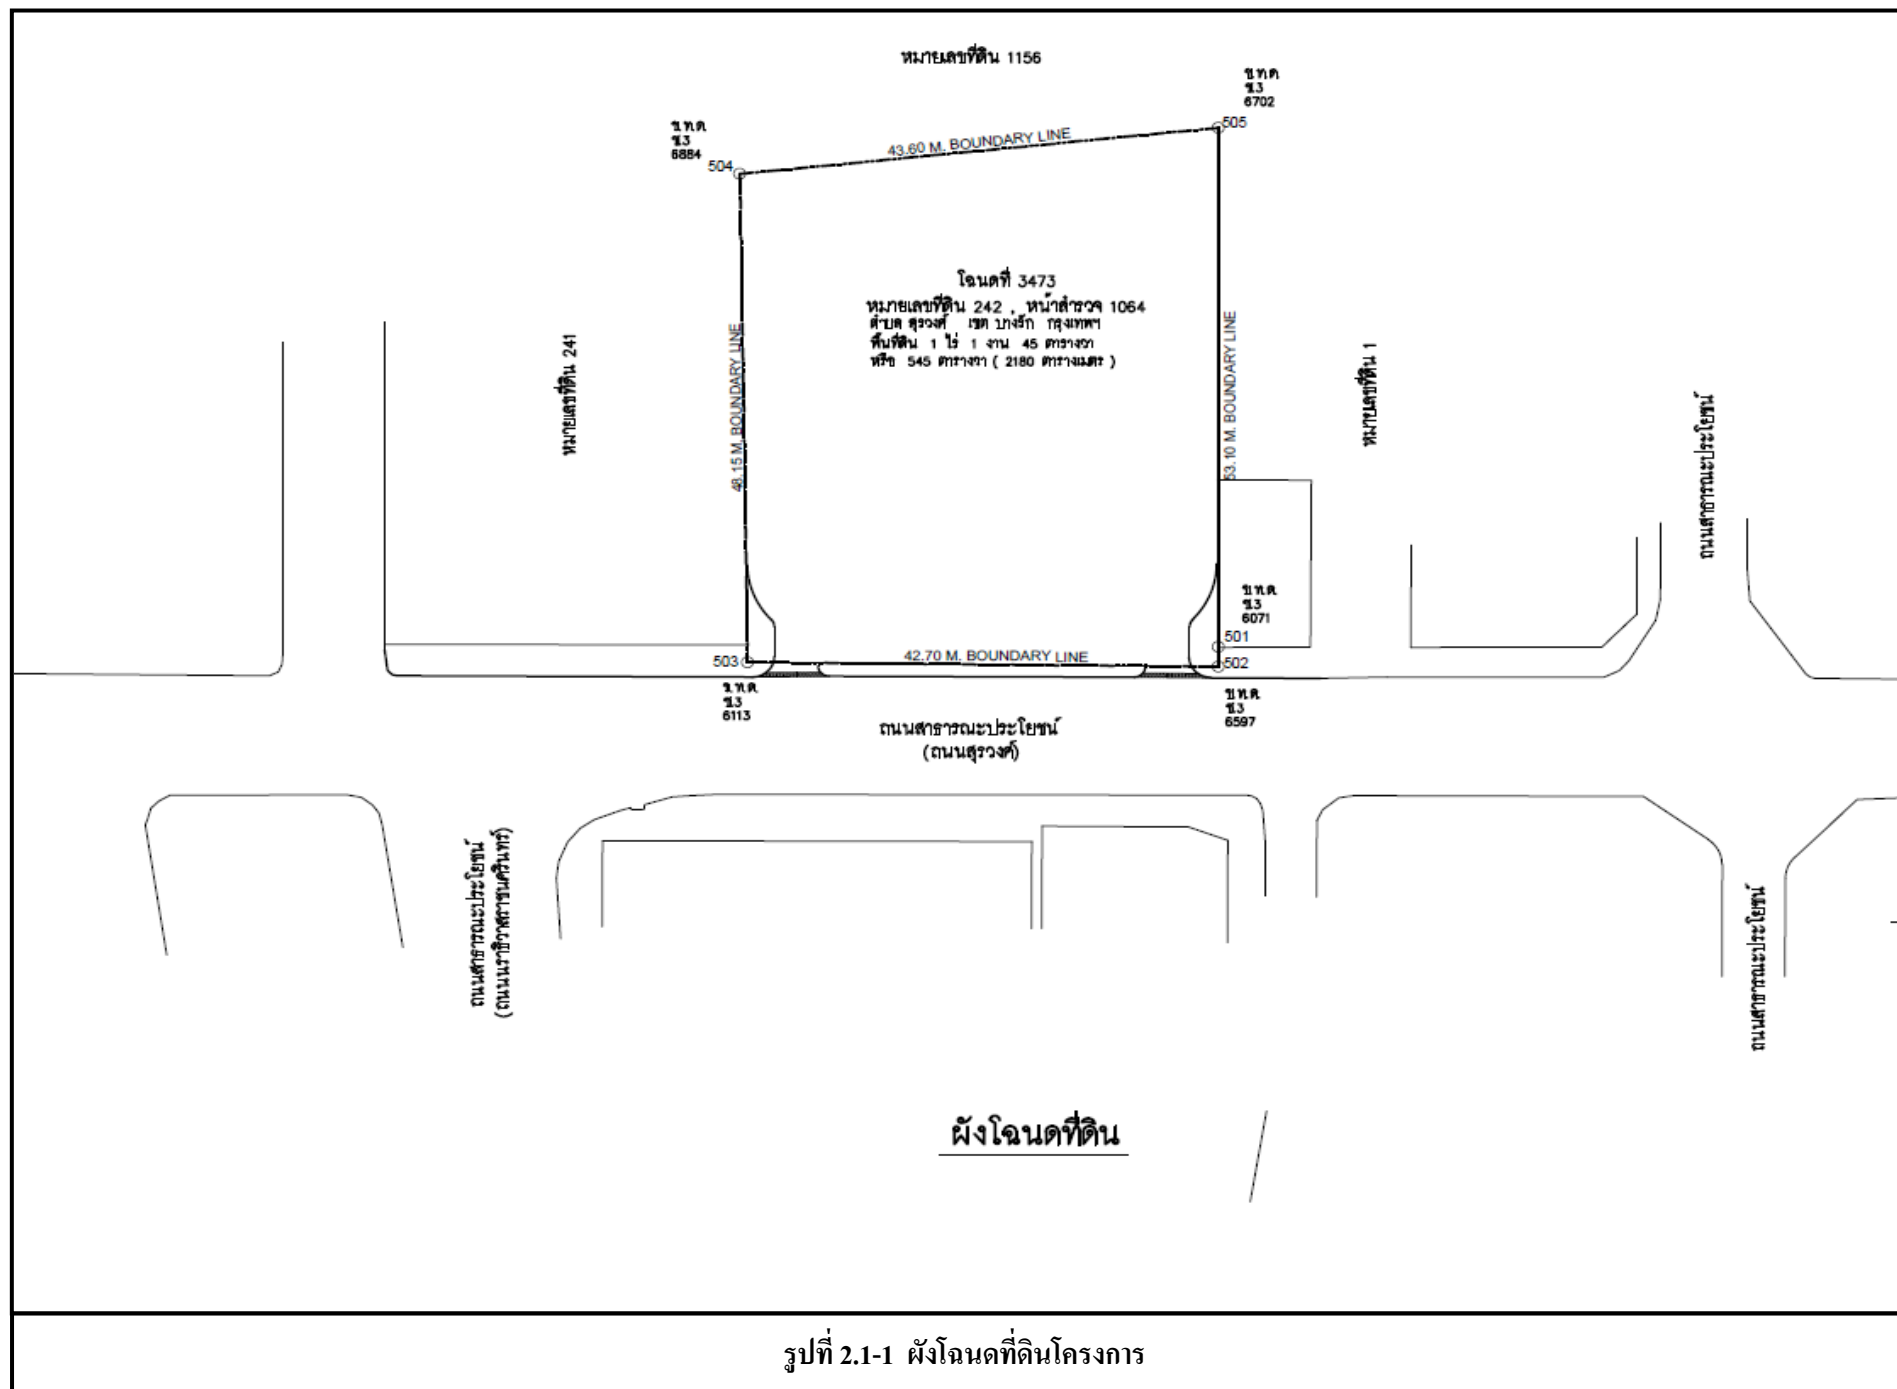 หมายเลขที่ดิน 1156
ข.ท.ด.
ข.3
6702
505
ข.ท.ด.
ข.3
6884
504
43.60 M. BOUNDARY LINE
โฉนดที่ 3473
หมายเลขที่ดิน 242 , หน้าสำรวจ 1064
ตำบล สุรวงศ์ เขต บางรัก กรุงเทพฯ
พื้นที่ดิน 1 ไร่ 1 งาน 45 ตารางวา
หรือ 545 ตารางวา ( 2180 ตารางเมตร )
หมายเลขที่ดิน 241
48.15 M. BOUNDARY LINE
53.10 M. BOUNDARY LINE
หมายเลขที่ดิน 1
ถนนสาธารณะประโยชน์
ข.ท.ด.
ข.3
6071
501
502
503
42.70 M. BOUNDARY LINE
ข.ท.ด.
ข.3
6113
ข.ท.ด.
ข.3
6597
ถนนสาธารณะประโยชน์
(ถนนสุรวงศ์)
ถนนสาธารณะประโยชน์
(ถนนนราธิวาสราชนครินทร์)
ถนนสาธารณะประโยชน์
ผังโฉนดที่ดิน
รูปที่ 2.1-1 ผังโฉนดที่ดินโครงการ